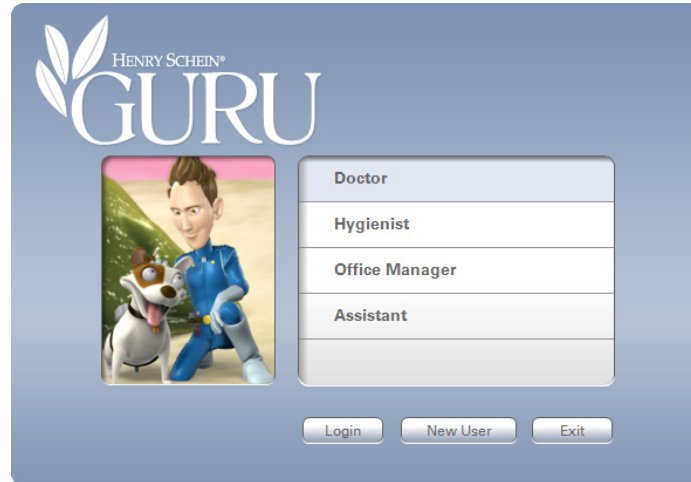 HENRY SCHEIN®
GURU
Doctor
Hygienist
Office Manager
Assistant
Login
New User
Exit